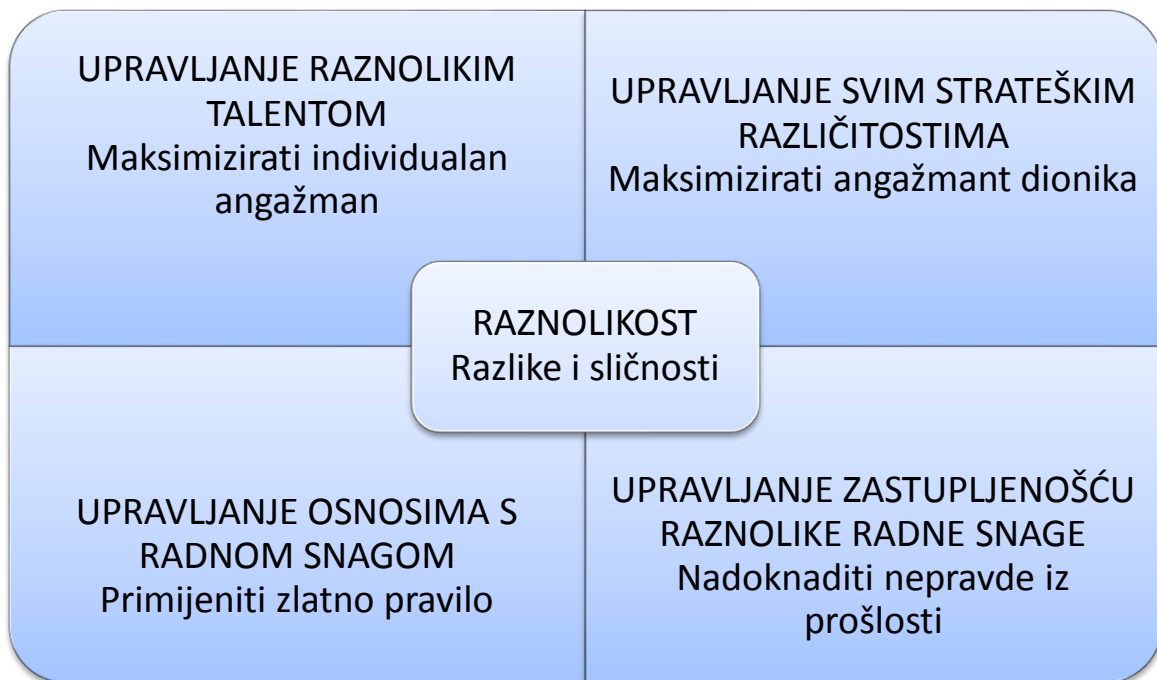 UPRAVLJANJE RAZNOLIKIM
TALENTOM
Maksimizirati individualan
angažman
UPRAVLJANJE SVIM STRATEŠKIM
RAZLIČITOSTIMA
Maksimizirati angažmant dionika
RAZNOLIKOST
Razlike i sličnosti
UPRAVLJANJE OSNOSIMA S
RADNOM SNAGOM
Primijeniti zlatno pravilo
UPRAVLJANJE ZASTUPLJENOŠĆU
RAZNOLIKE RADNE SNAGE
Nadoknaditi nepravde iz
prošlosti